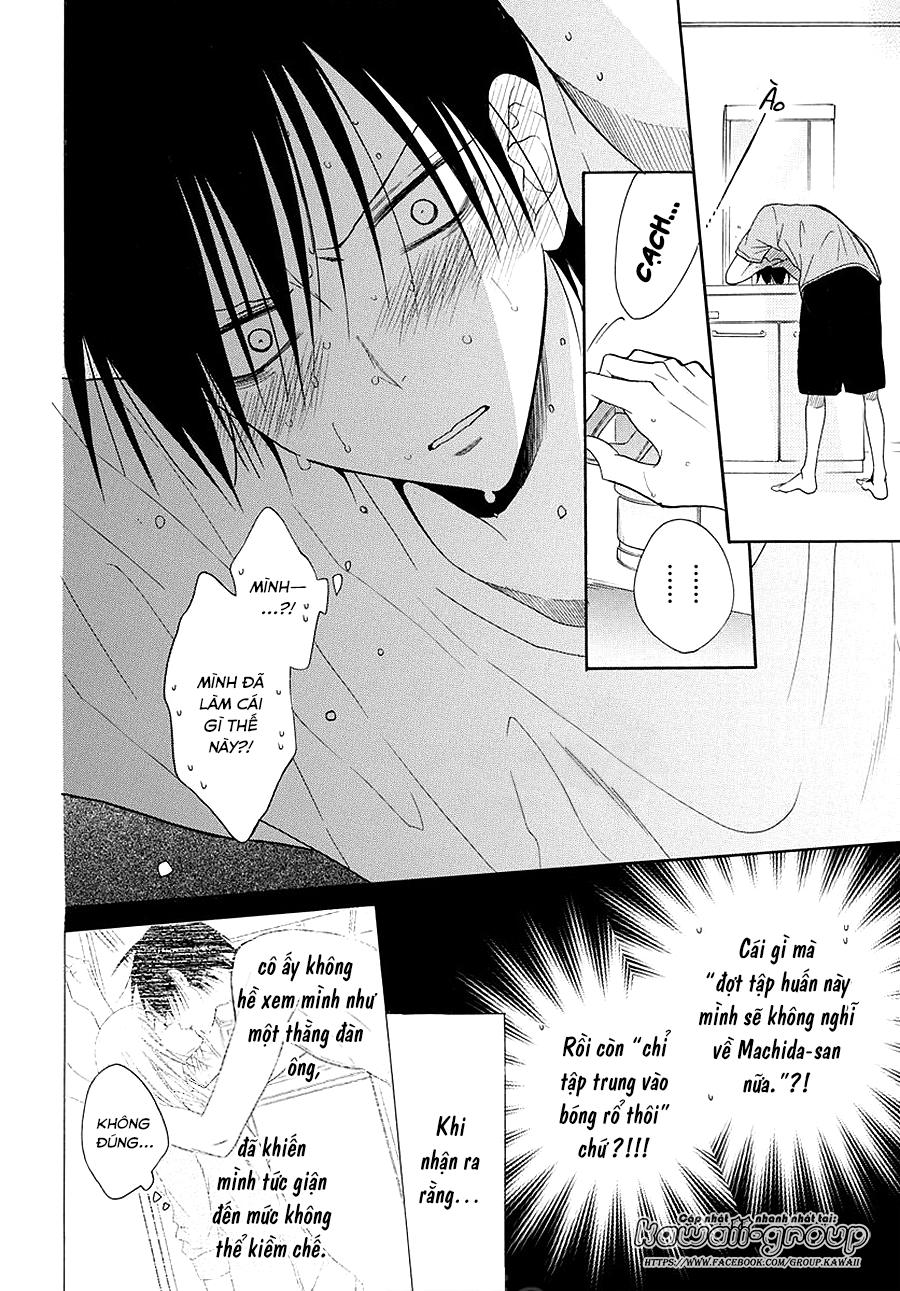 Ào
CẠCH...
......
MÌNH—
...?!
MÌNH ĐÃ
LÀM CÁI
GÌ THẾ
NÀY?!
Cái gì mà
“đợt tập huấn này
mình sẽ không nghĩ
về Machida-san
nữa.”?!
Rồi còn “chỉ
tập trung vào
bóng rổ thôi”
chứ?!!!
Khi
nhận ra
rằng...
cô ấy không
hề xem mình như
một thằng đàn
ông,
đã khiến
mình tức giận
đến mức không
thể kiềm chế.
KHÔNG
ĐÚNG...
Cập nhật nhanh nhất tại:
kawaii-group
HTTPS://WWW.FACEBOOK.COM/GROUP.KAWAII